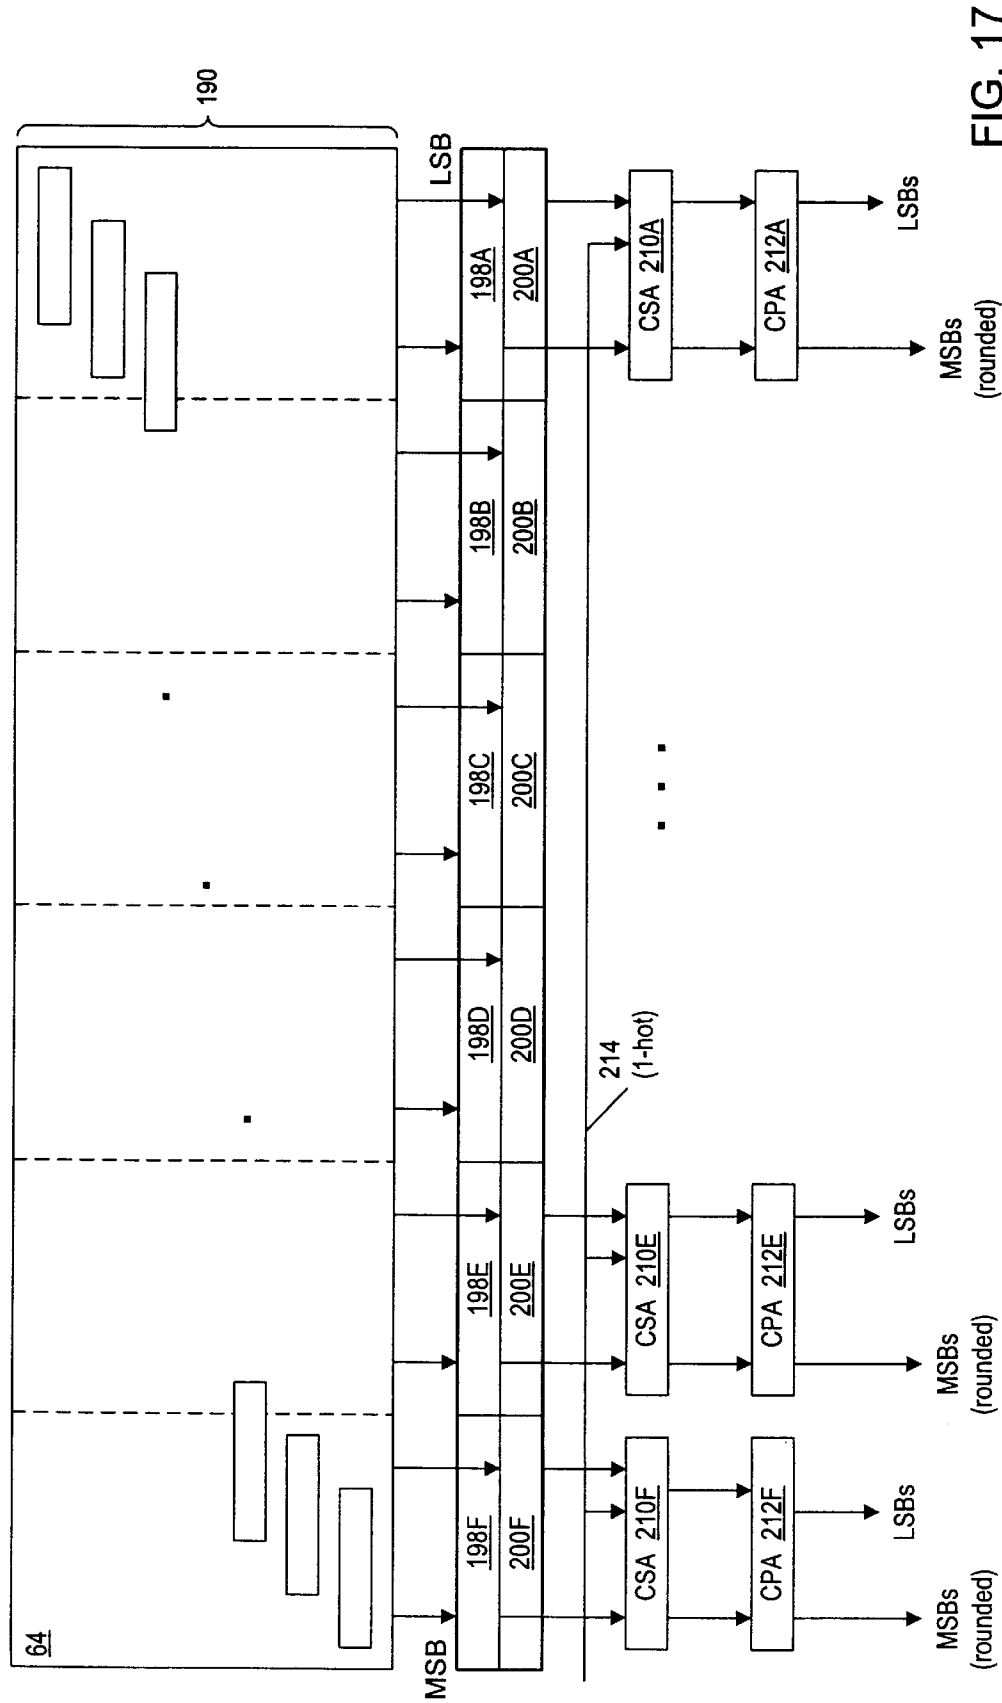 64
190
MSB
LSB
198F
198E
198D
198C
198B
198A
200F
200E
200D
200C
200B
200A
214
(1-hot)
CSA 210F
CSA 210E
CSA 210A
CPA 212F
CPA 212E
CPA 212A
MSBs
(rounded)
LSBs
MSBs
(rounded)
LSBs
MSBs
(rounded)
LSBs
FIG. 17